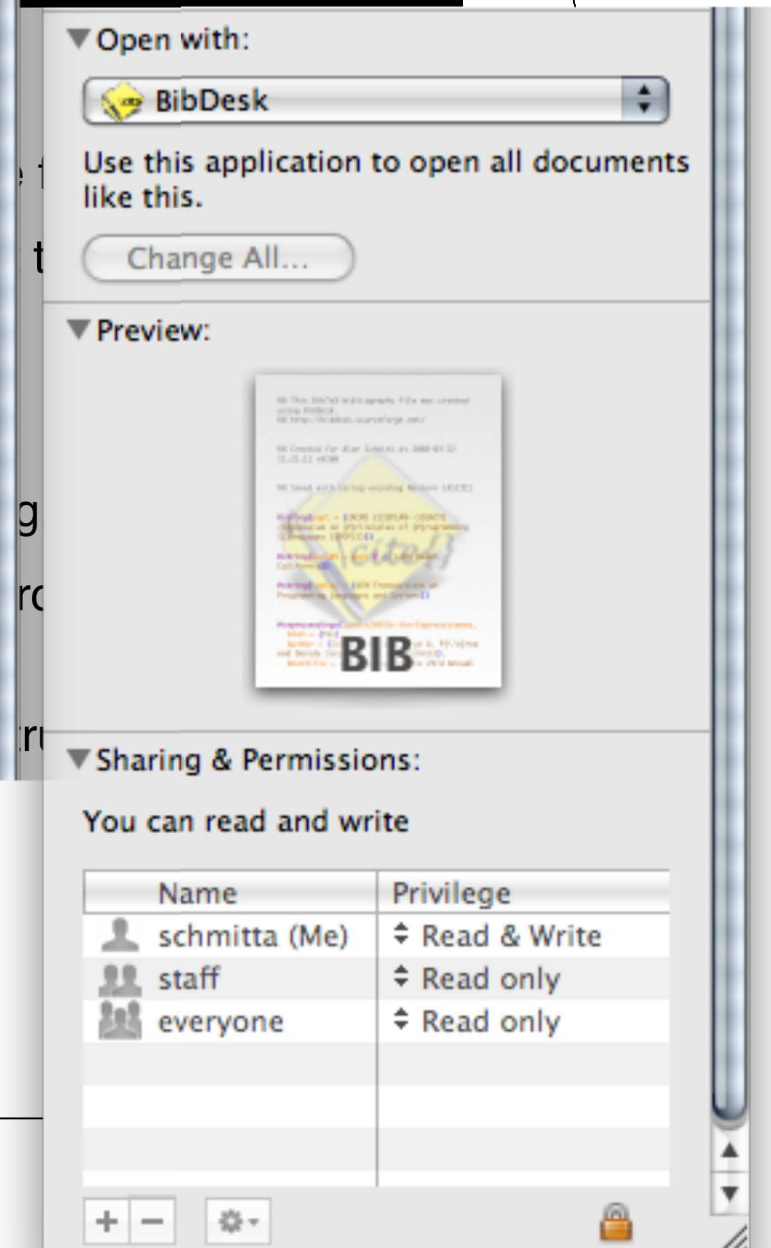 Open with:
BibDesk
Use this application to open all documents
like this.
Change All...
Preview:
\cite{}
BIB
Sharing & Permissions:
You can read and write
Name Privilege
schmitta (Me) Read & Write
staff Read only
everyone Read only